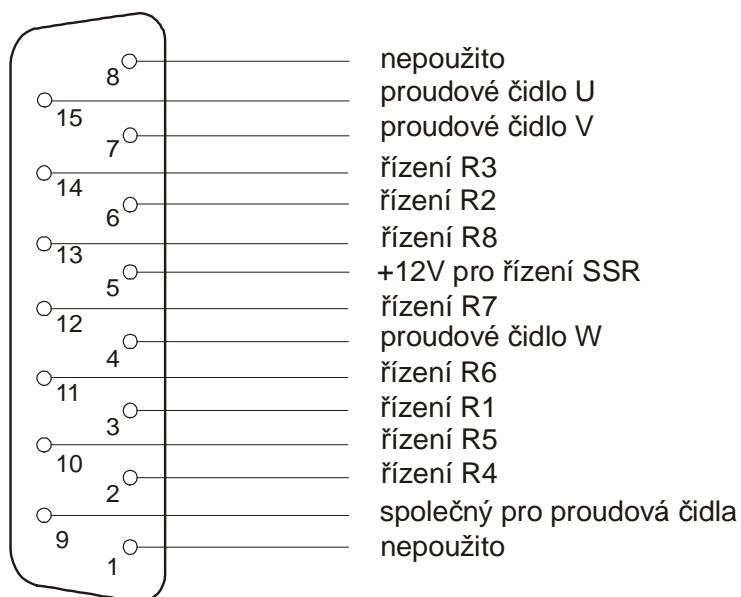 8 nepoužito
15 proudové čidlo U
7 proudové čidlo V
14 řízení R3
6 řízení R2
13 řízení R8
5 +12V pro řízení SSR
12 řízení R7
4 proudové čidlo W
11 řízení R6
3 řízení R1
10 řízení R5
2 řízení R4
9 společný pro proudová čidla
1 nepoužito